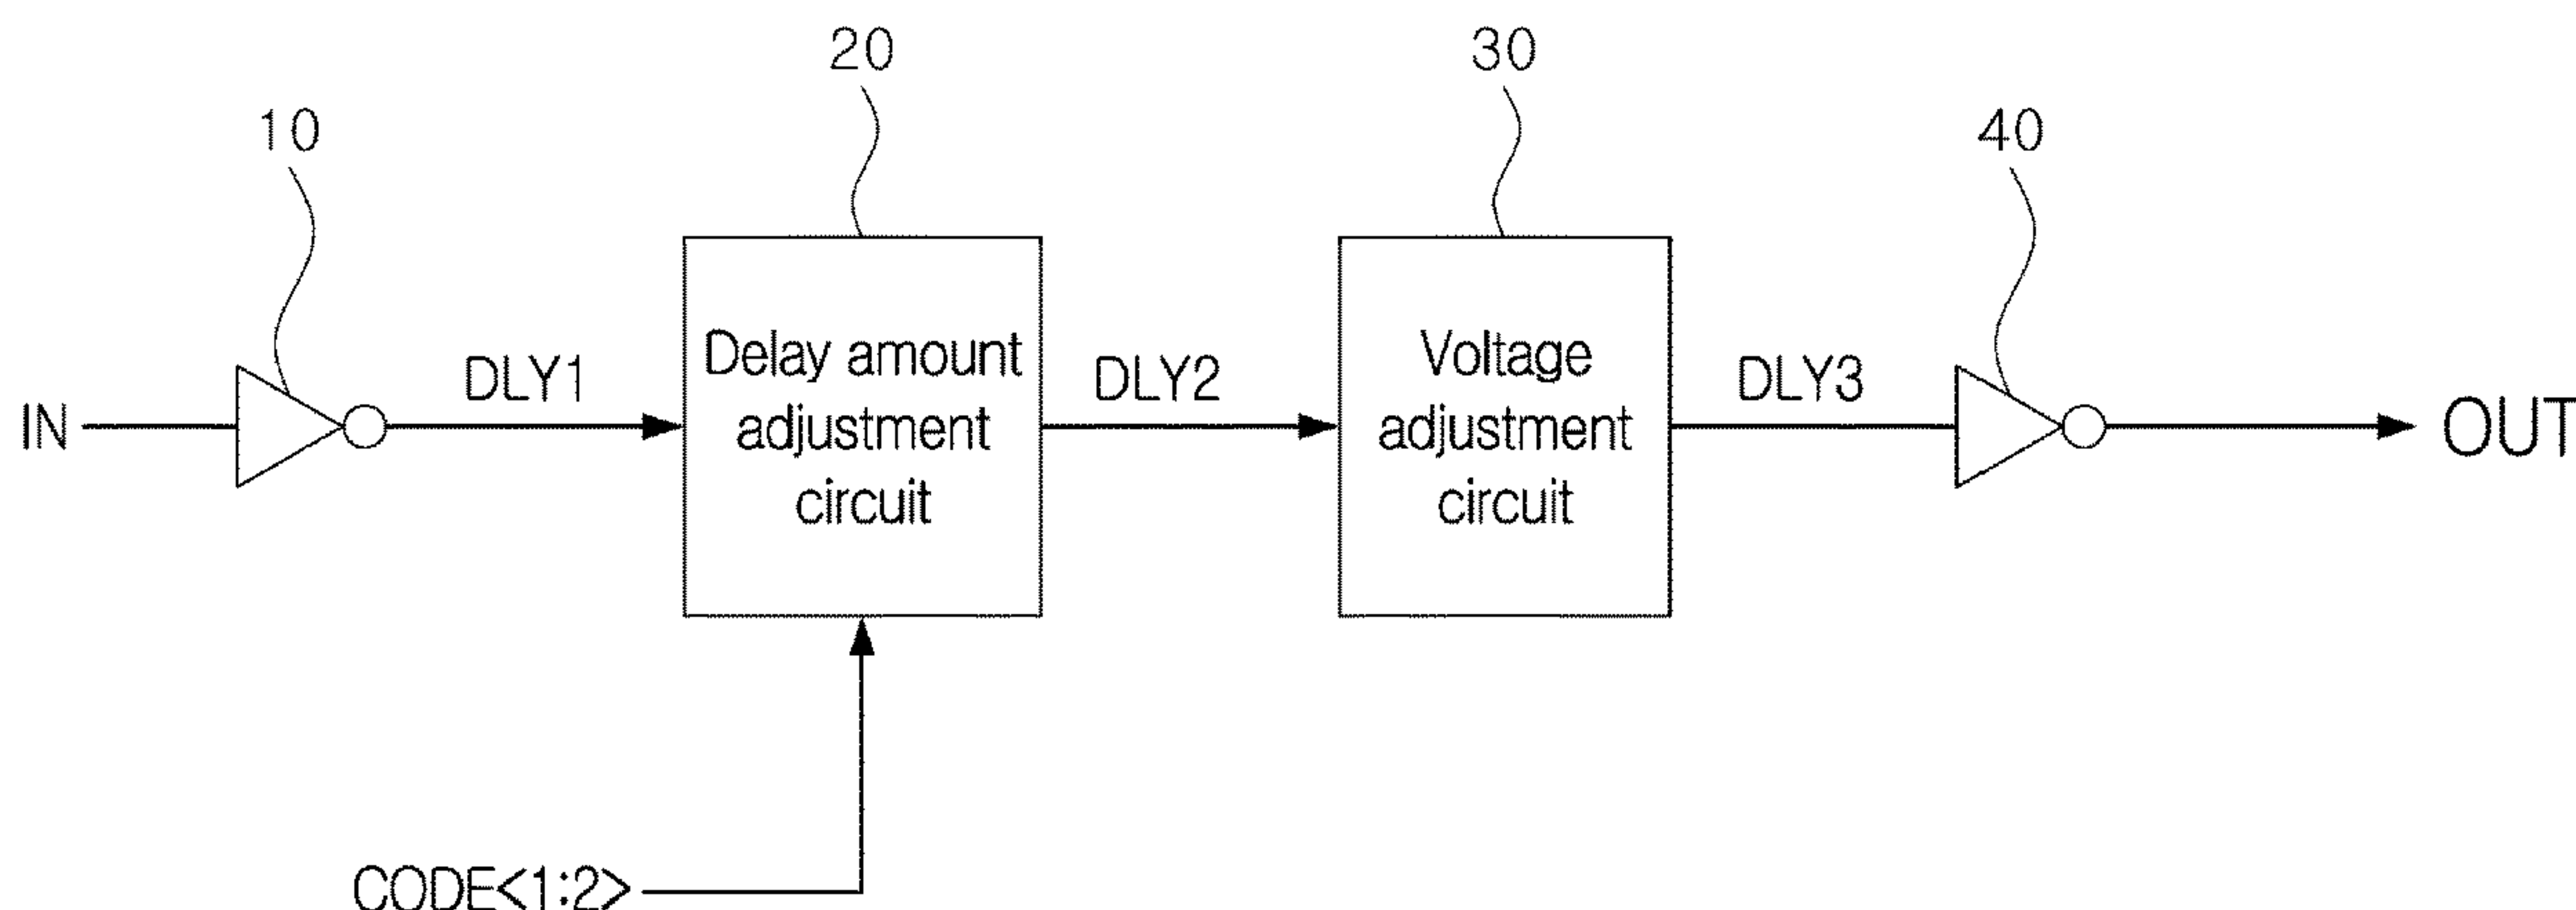 20
30
10
40
IN
DLY1
Delay amount
adjustment
circuit
DLY2
Voltage
adjustment
circuit
DLY3
OUT
CODE<1:2>